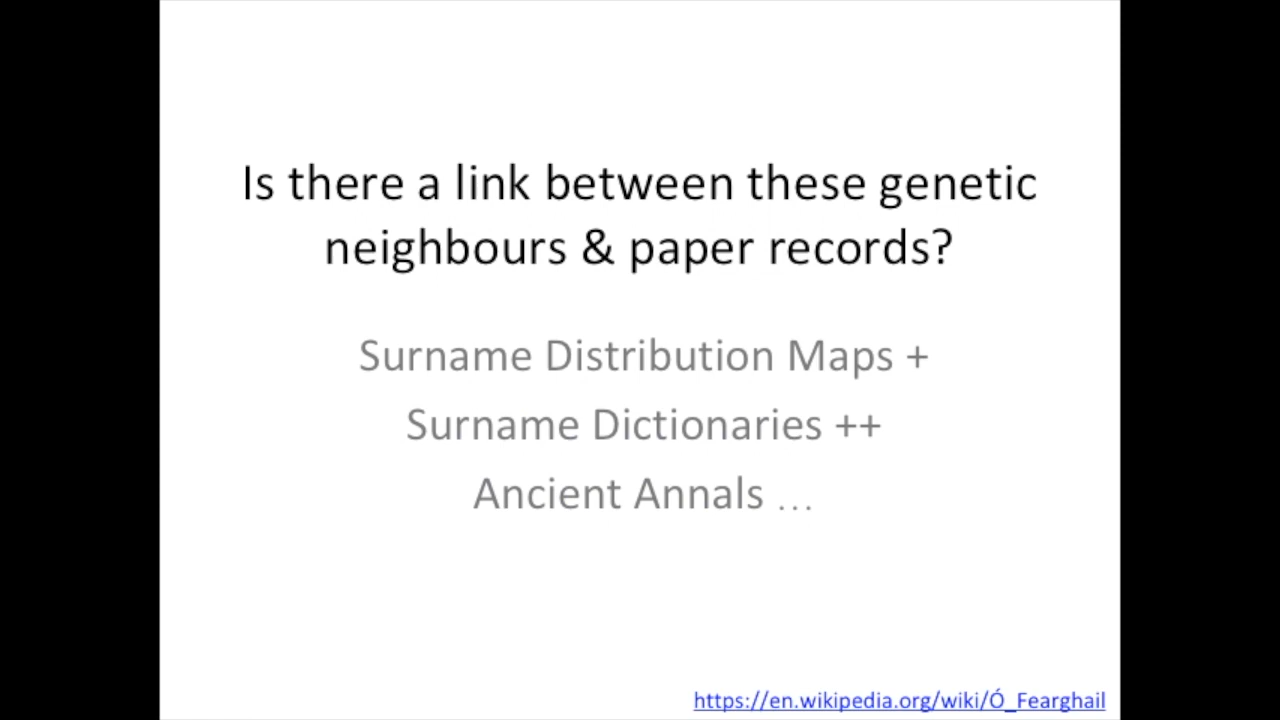 Is there a link between these genetic
neighbours & paper records?
Surname Distribution Maps +
Surname Dictionaries ++
Ancient Annals ...
https://en.wikipedia.org/wiki/Ó_Fearghail